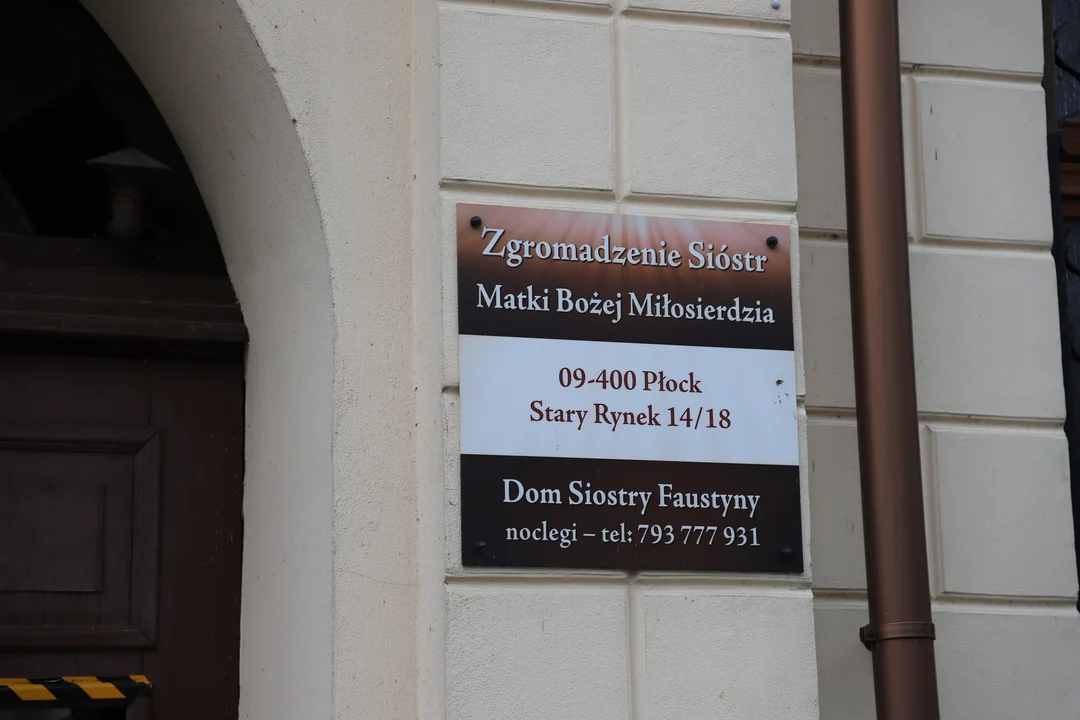 Zgromadzenie Sióstr
Matki Bożej Miłosierdzia
09-400 Płock
Stary Rynek 14/18
Dom Siostry Faustyny
noclegi – tel: 793 777 931